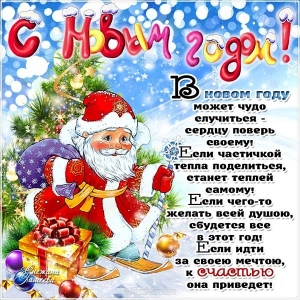 С Новым годом!
В новом году
может чудо
случиться -
сердцу поверь
своему!
Если частичкой
тепла поделиться,
станет теплей
самому!
Если чего-то
желать всей душою,
сбудется все
в этот год!
Если идти
за своею мечтою,
к счастью
она приведет!